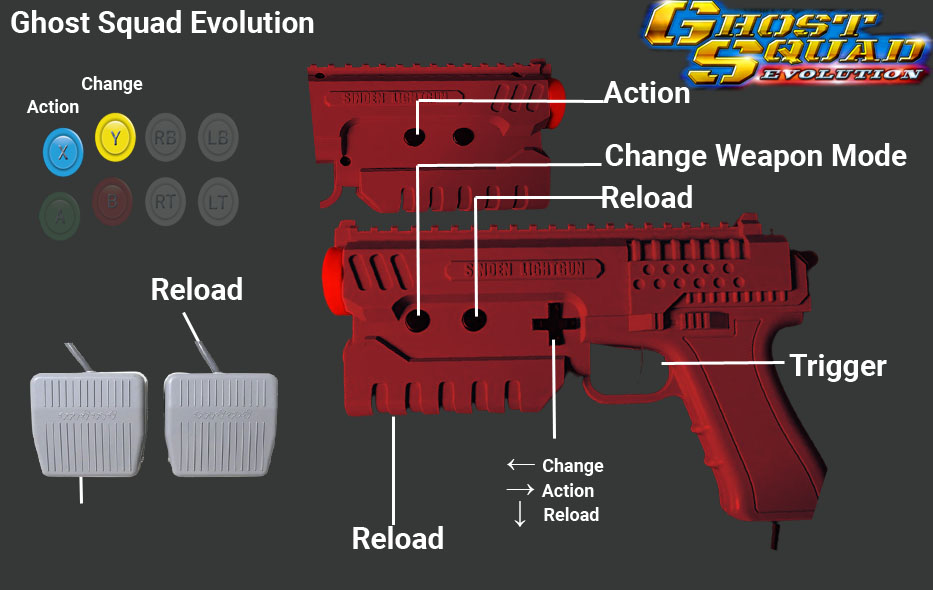 Ghost Squad Evolution
GHOST
SQUAD
EVOLUTION
Change
Action
X
Y
RB
LB
A
B
RT
LT
SINDEN LIGHTGUN
Action
Change Weapon Mode
Reload
SINDEN LIGHTGUN
Reload
Trigger
← Change
→ Action
↓ Reload
Reload